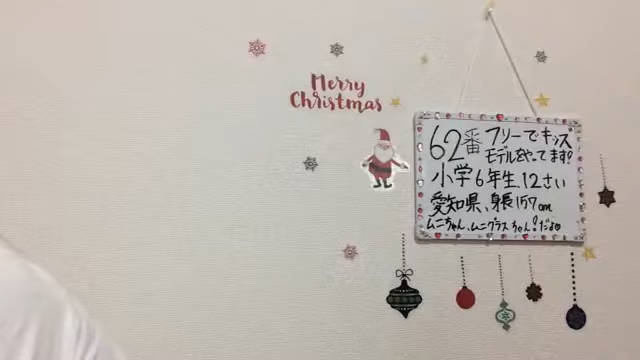 Merry
Christmas
62番 フリーでキッズ
モデルをやってます!
小学6年生、12さい
愛知県、身長157cm
ムニちゃん、ムニグラスちゃん!だよ